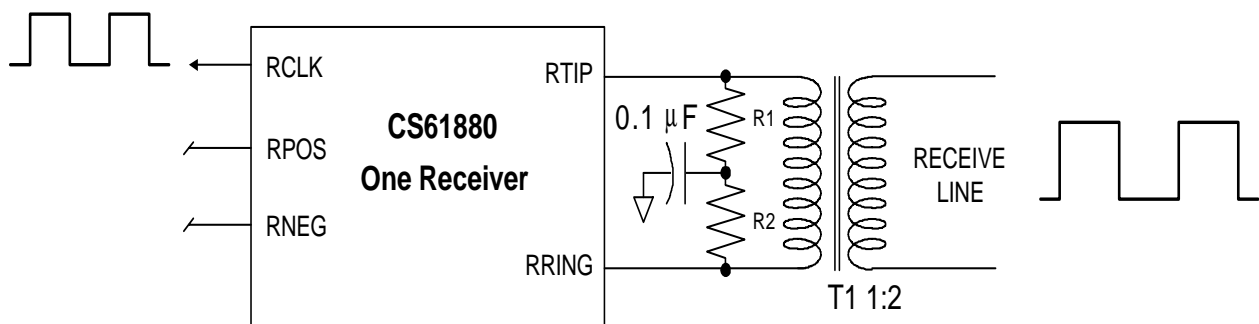 RCLK
RTIP
0.1 μF
R1
CS61880
One Receiver
RPOS
RECEIVE
LINE
RNEG
R2
RRING
T1 1:2